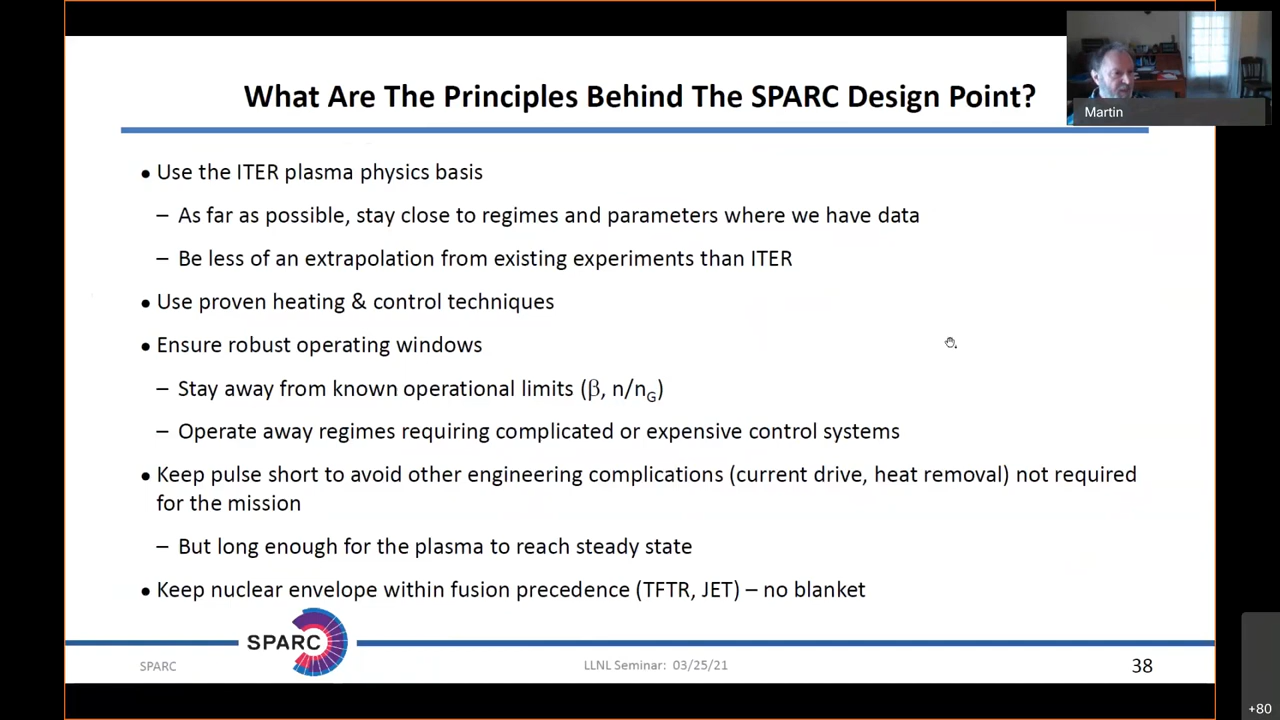 What Are The Principles Behind The SPARC Design Point?
Martin
• Use the ITER plasma physics basis
– As far as possible, stay close to regimes and parameters where we have data
– Be less of an extrapolation from existing experiments than ITER
• Use proven heating & control techniques
• Ensure robust operating windows
– Stay away from known operational limits (β, n/nG)
– Operate away regimes requiring complicated or expensive control systems
• Keep pulse short to avoid other engineering complications (current drive, heat removal) not required
for the mission
– But long enough for the plasma to reach steady state
• Keep nuclear envelope within fusion precedence (TFTR, JET) – no blanket
SPARC
SPARC
LLNL Seminar: 03/25/21
38
+80